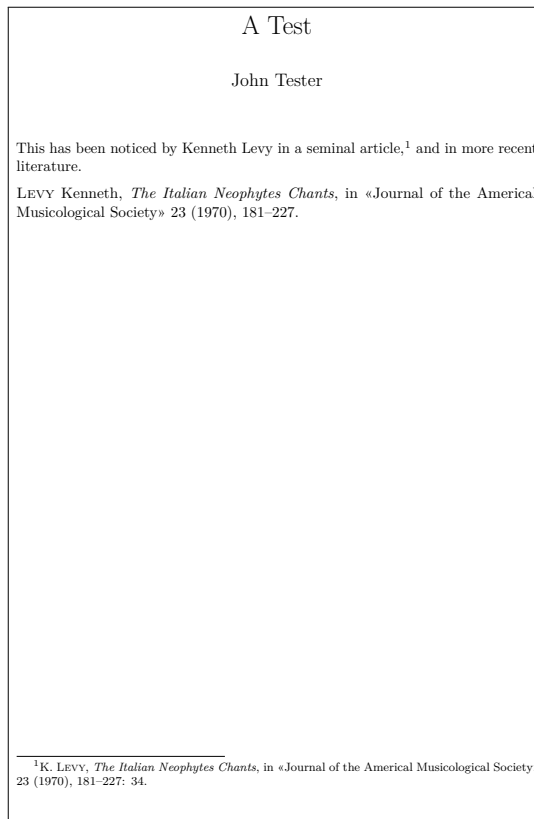 A Test
John Tester
This has been noticed by Kenneth Levy in a seminal article,1 and in more recent
literature.
LEVY Kenneth, The Italian Neophytes Chants, in «Journal of the Americal
Musicological Society» 23 (1970), 181–227.
1K. LEVY, The Italian Neophytes Chants, in «Journal of the Americal Musicological Society
23 (1970), 181–227: 34.